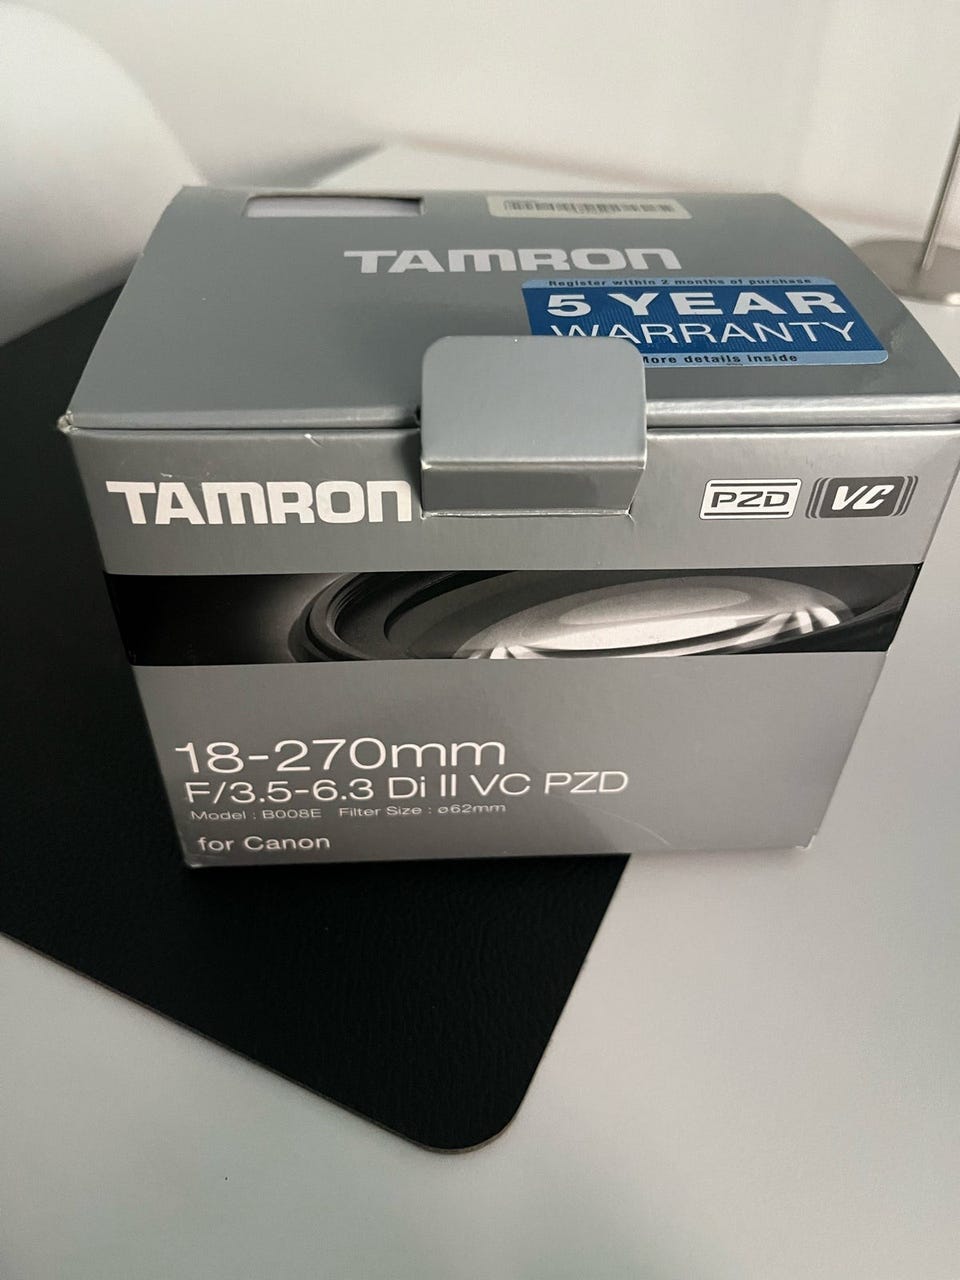 TAMRON
Register within 2 months of purchase
5 YEAR
WARRANTY
More details inside
TAMRON
PZD VC
18-270mm
F/3.5-6.3 Di II VC PZD
Model : B008E Filter Size : ø62mm
for Canon